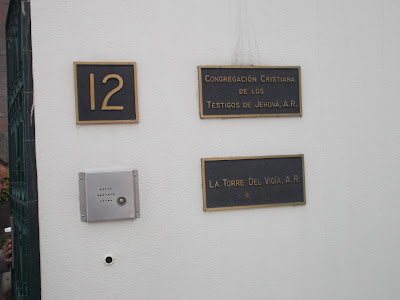 12
CONGREGACIÓN CRISTIANA
DE LOS
TESTIGOS DE JEHOVÁ, A.R.
LA TORRE DEL VIGÍA, A.R.